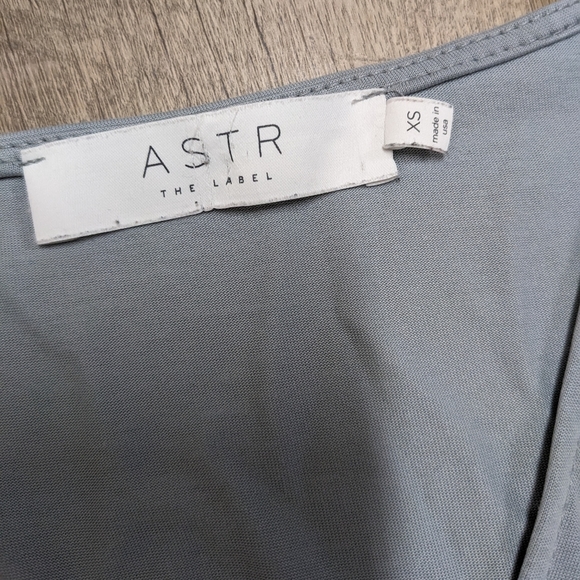 ASTR
THE LABEL
XS
made in
usa